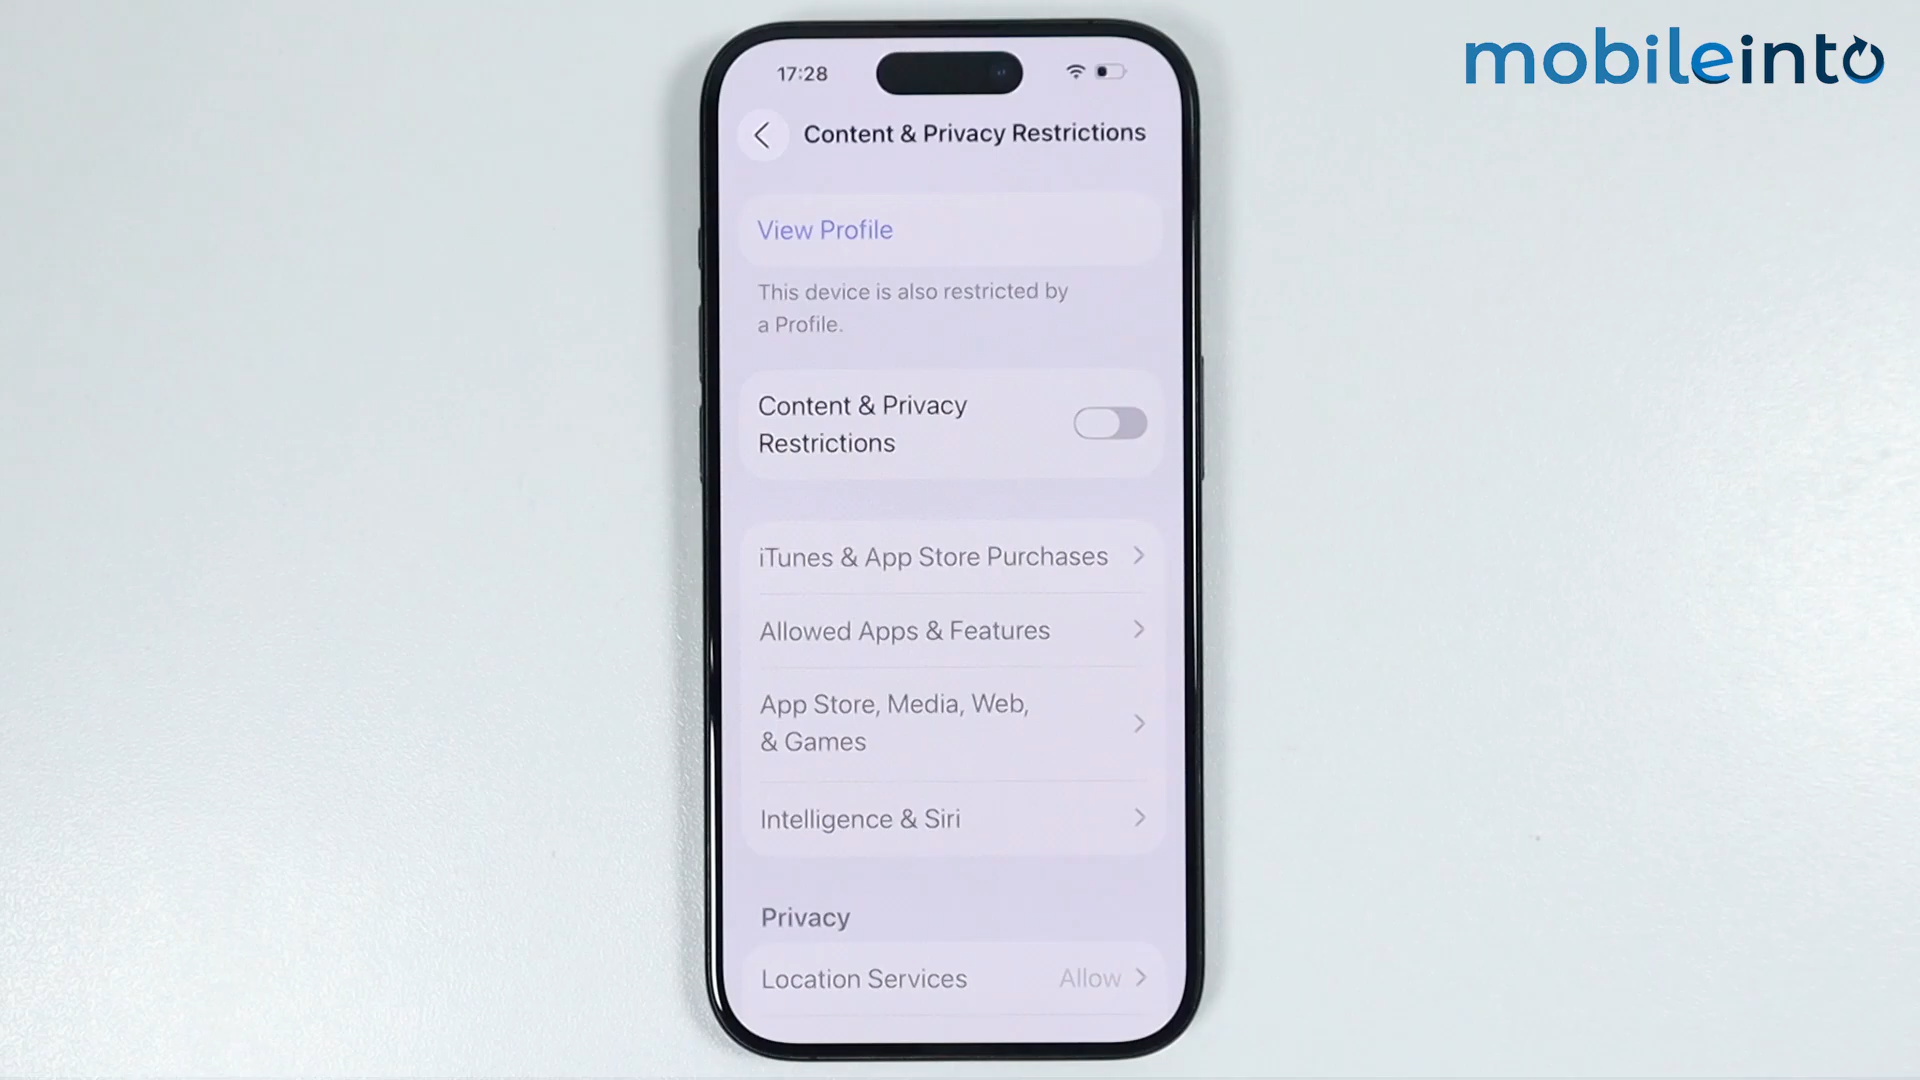 mobileinto
17:28
Content & Privacy Restrictions
View Profile
This device is also restricted by
a Profile.
Content & Privacy
Restrictions
iTunes & App Store Purchases
Allowed Apps & Features
App Store, Media, Web,
& Games
Intelligence & Siri
Privacy
Location Services Allow